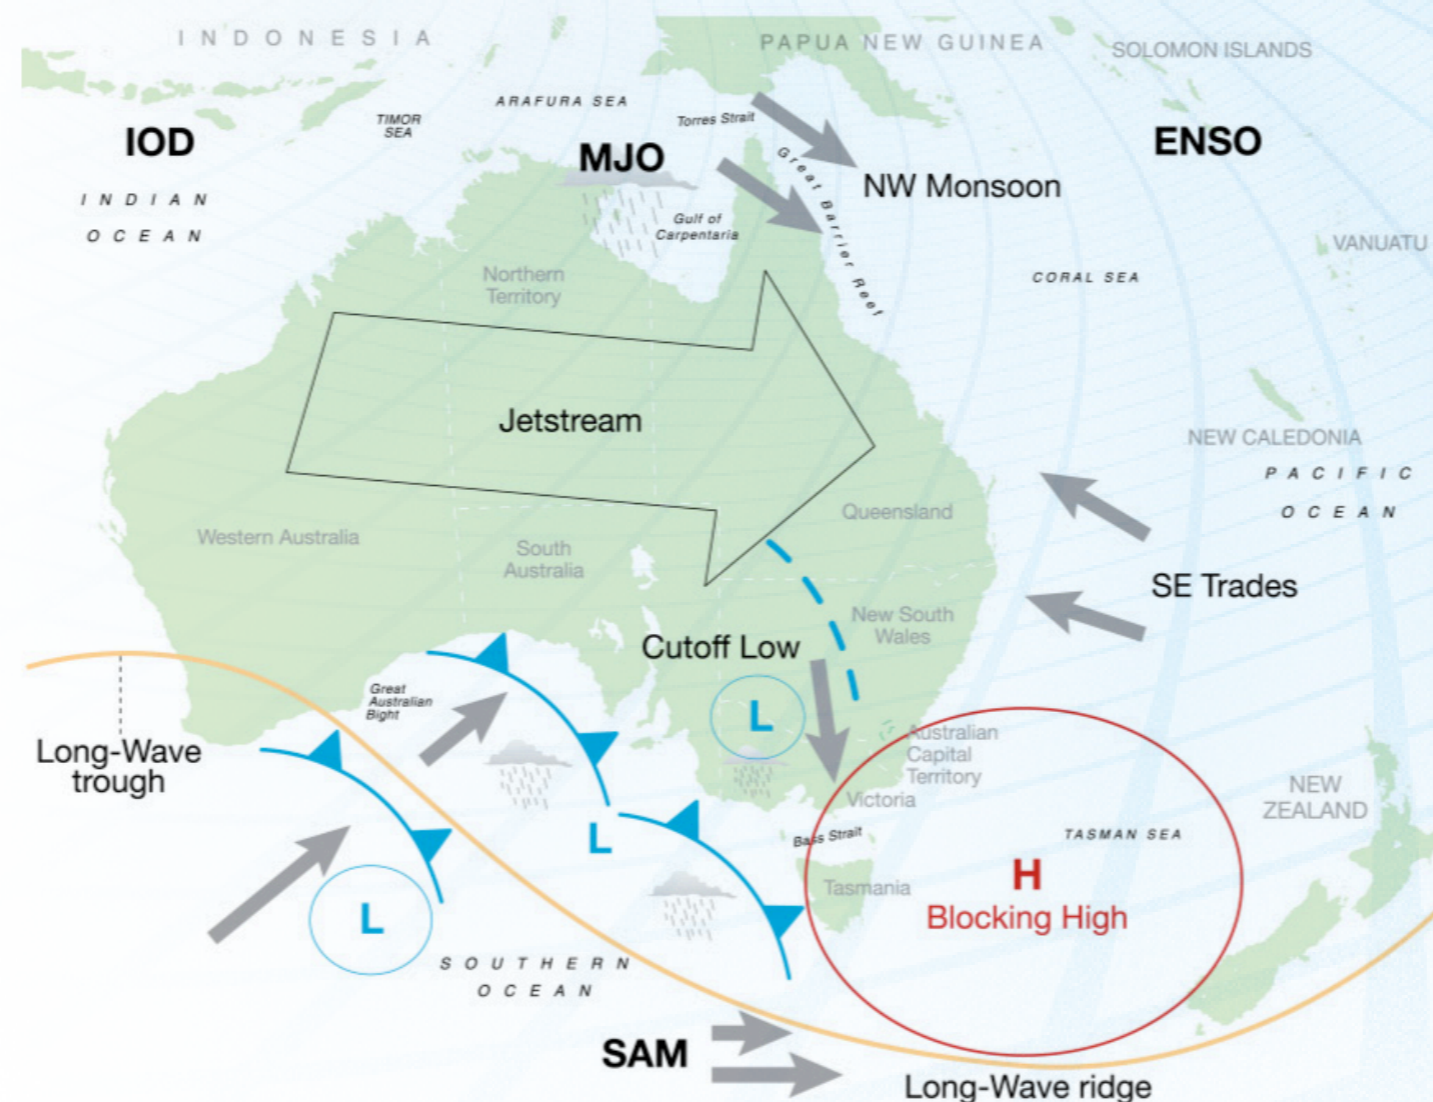 INDONESIA
PAPUA NEW GUINEA
SOLOMON ISLANDS
ARAFURA SEA
TIMOR
SEA
Torres Strait
IOD
MJO
ENSO
NW Monsoon
INDIAN
OCEAN
Great Barrier Reef
Gulf of
Carpentaria
VANUATU
Northern
Territory
CORAL SEA
Jetstream
NEW CALEDONIA
PACIFIC
OCEAN
Queensland
Western Australia
South
Australia
SE Trades
New South
Wales
Cutoff Low
L
Great
Australian
Bight
Long-Wave
trough
Australian
Capital
Territory
Victoria
NEW
ZEALAND
Bass Strait
TASMAN SEA
L
H
Blocking High
Tasmania
L
SOUTHERN
OCEAN
SAM
Long-Wave ridge